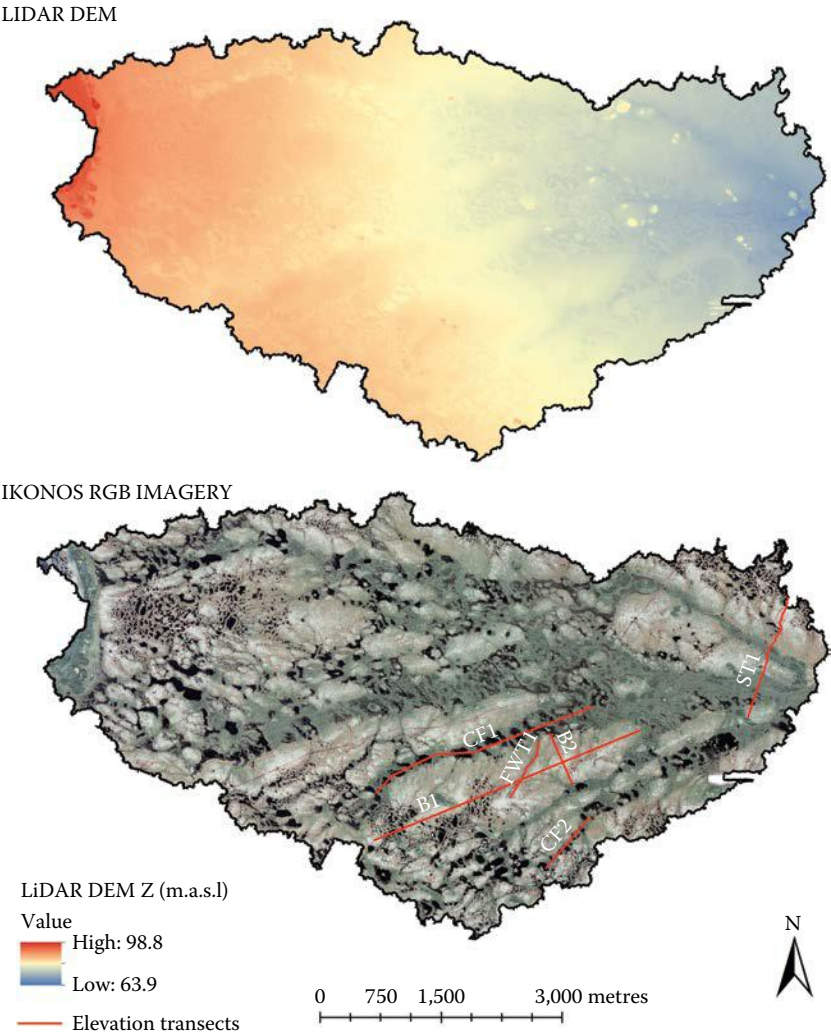 LIDAR DEM
IKONOS RGB IMAGERY
ST1
CF1
FWT1
B2
B1
CF2
LiDAR DEM Z (m.a.s.l)
Value
High: 98.8
Low: 63.9
Elevation transects
0 750 1,500 3,000 metres
N